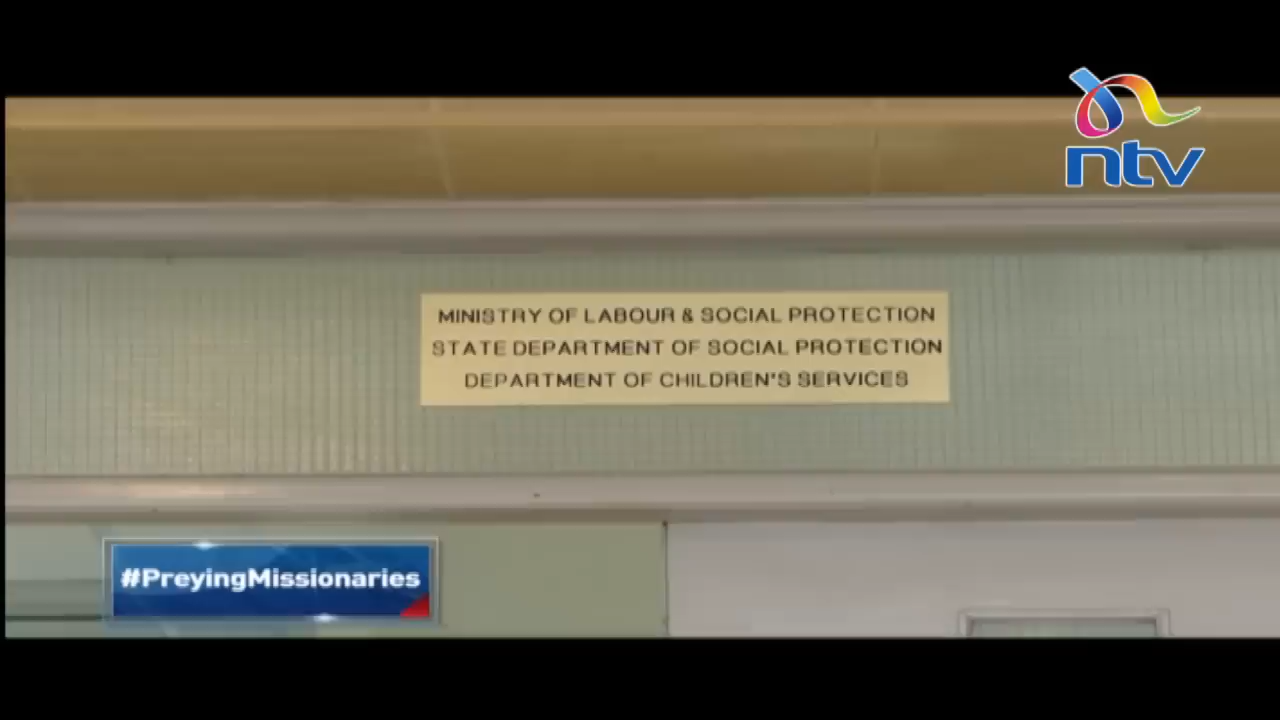 ntv
MINISTRY OF LABOUR & SOCIAL PROTECTION
STATE DEPARTMENT OF SOCIAL PROTECTION
DEPARTMENT OF CHILDREN'S SERVICES
#PreyingMissionaries